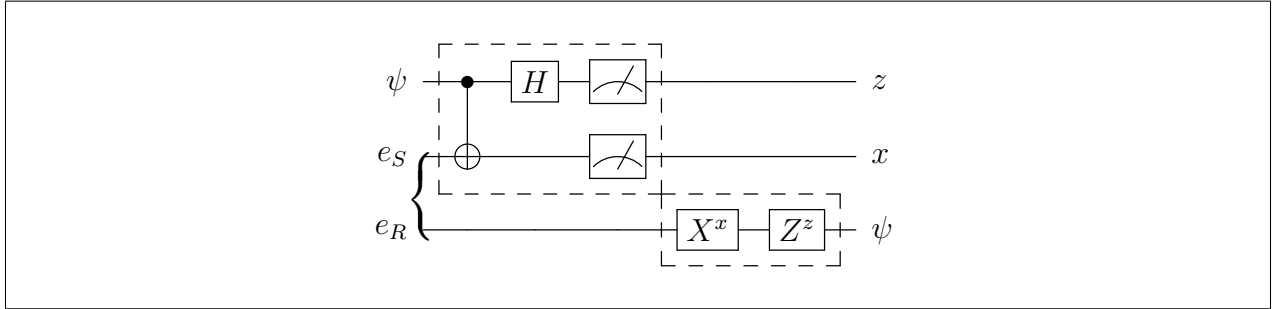 ψ H z
e_S x
e_R X^x Z^z ψ